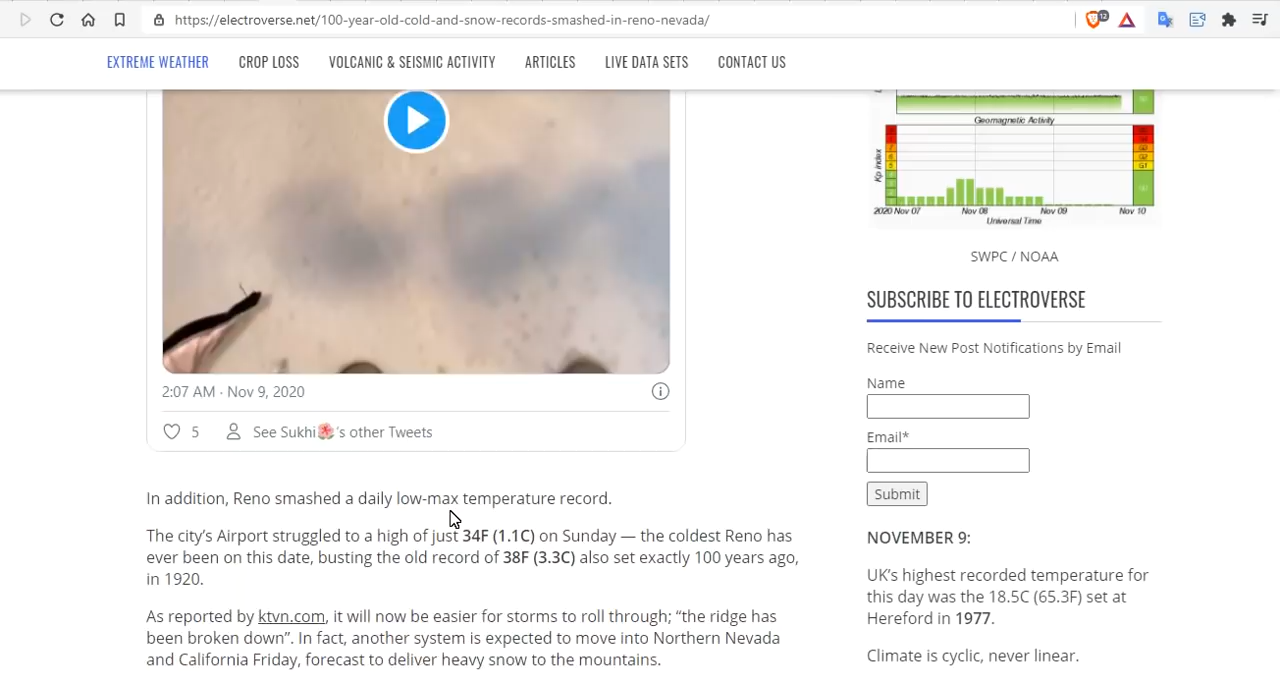 https://electroverse.net/100-year-old-cold-and-snow-records-smashed-in-reno-nevada/
12
EXTREME WEATHER CROP LOSS VOLCANIC & SEISMIC ACTIVITY ARTICLES LIVE DATA SETS CONTACT US
Geomagnetic Activity
Kp index
2020 Nov 07 Nov 08 Nov 09 Nov 10
Universal Time
SWPC / NOAA
2:07 AM · Nov 9, 2020
5 See Sukhi🌺's other Tweets
In addition, Reno smashed a daily low-max temperature record.
The city's Airport struggled to a high of just 34F (1.1C) on Sunday — the coldest Reno has
ever been on this date, busting the old record of 38F (3.3C) also set exactly 100 years ago,
in 1920.
As reported by ktvn.com, it will now be easier for storms to roll through; “the ridge has
been broken down”. In fact, another system is expected to move into Northern Nevada
and California Friday, forecast to deliver heavy snow to the mountains.
SUBSCRIBE TO ELECTROVERSE
Receive New Post Notifications by Email
Name
Email*
Submit
NOVEMBER 9:
UK's highest recorded temperature for
this day was the 18.5C (65.3F) set at
Hereford in 1977.
Climate is cyclic, never linear.